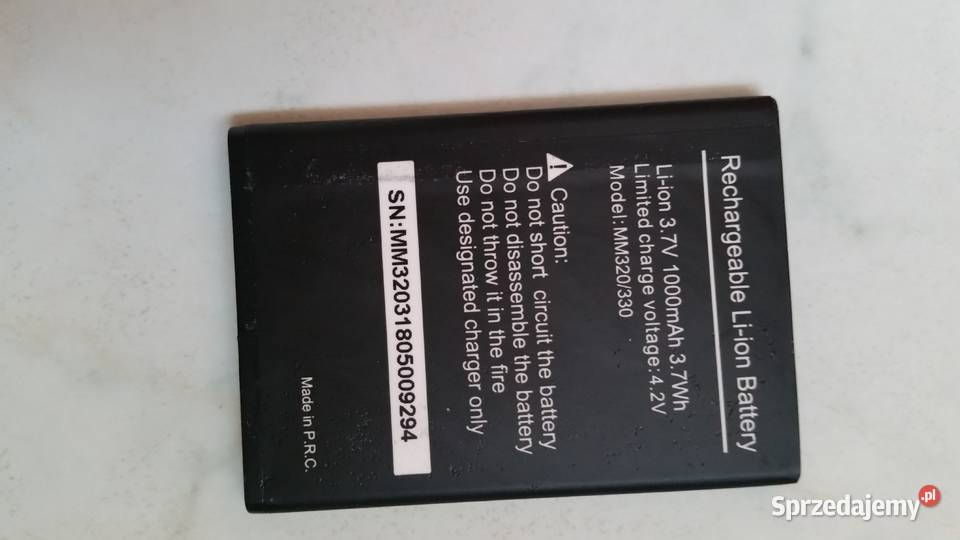 Rechargeable Li-ion Battery
Li-ion 3.7V 1000mAh 3.7Wh
Limited charge voltage:4.2V
Model:MM320/330
Caution:
Do not short circuit the battery
Do not disassemble the battery
Do not throw it in the fire
Use designated charger only
SN:MM32031805009294
Made in P.R.C.
Sprzedajemy.pl